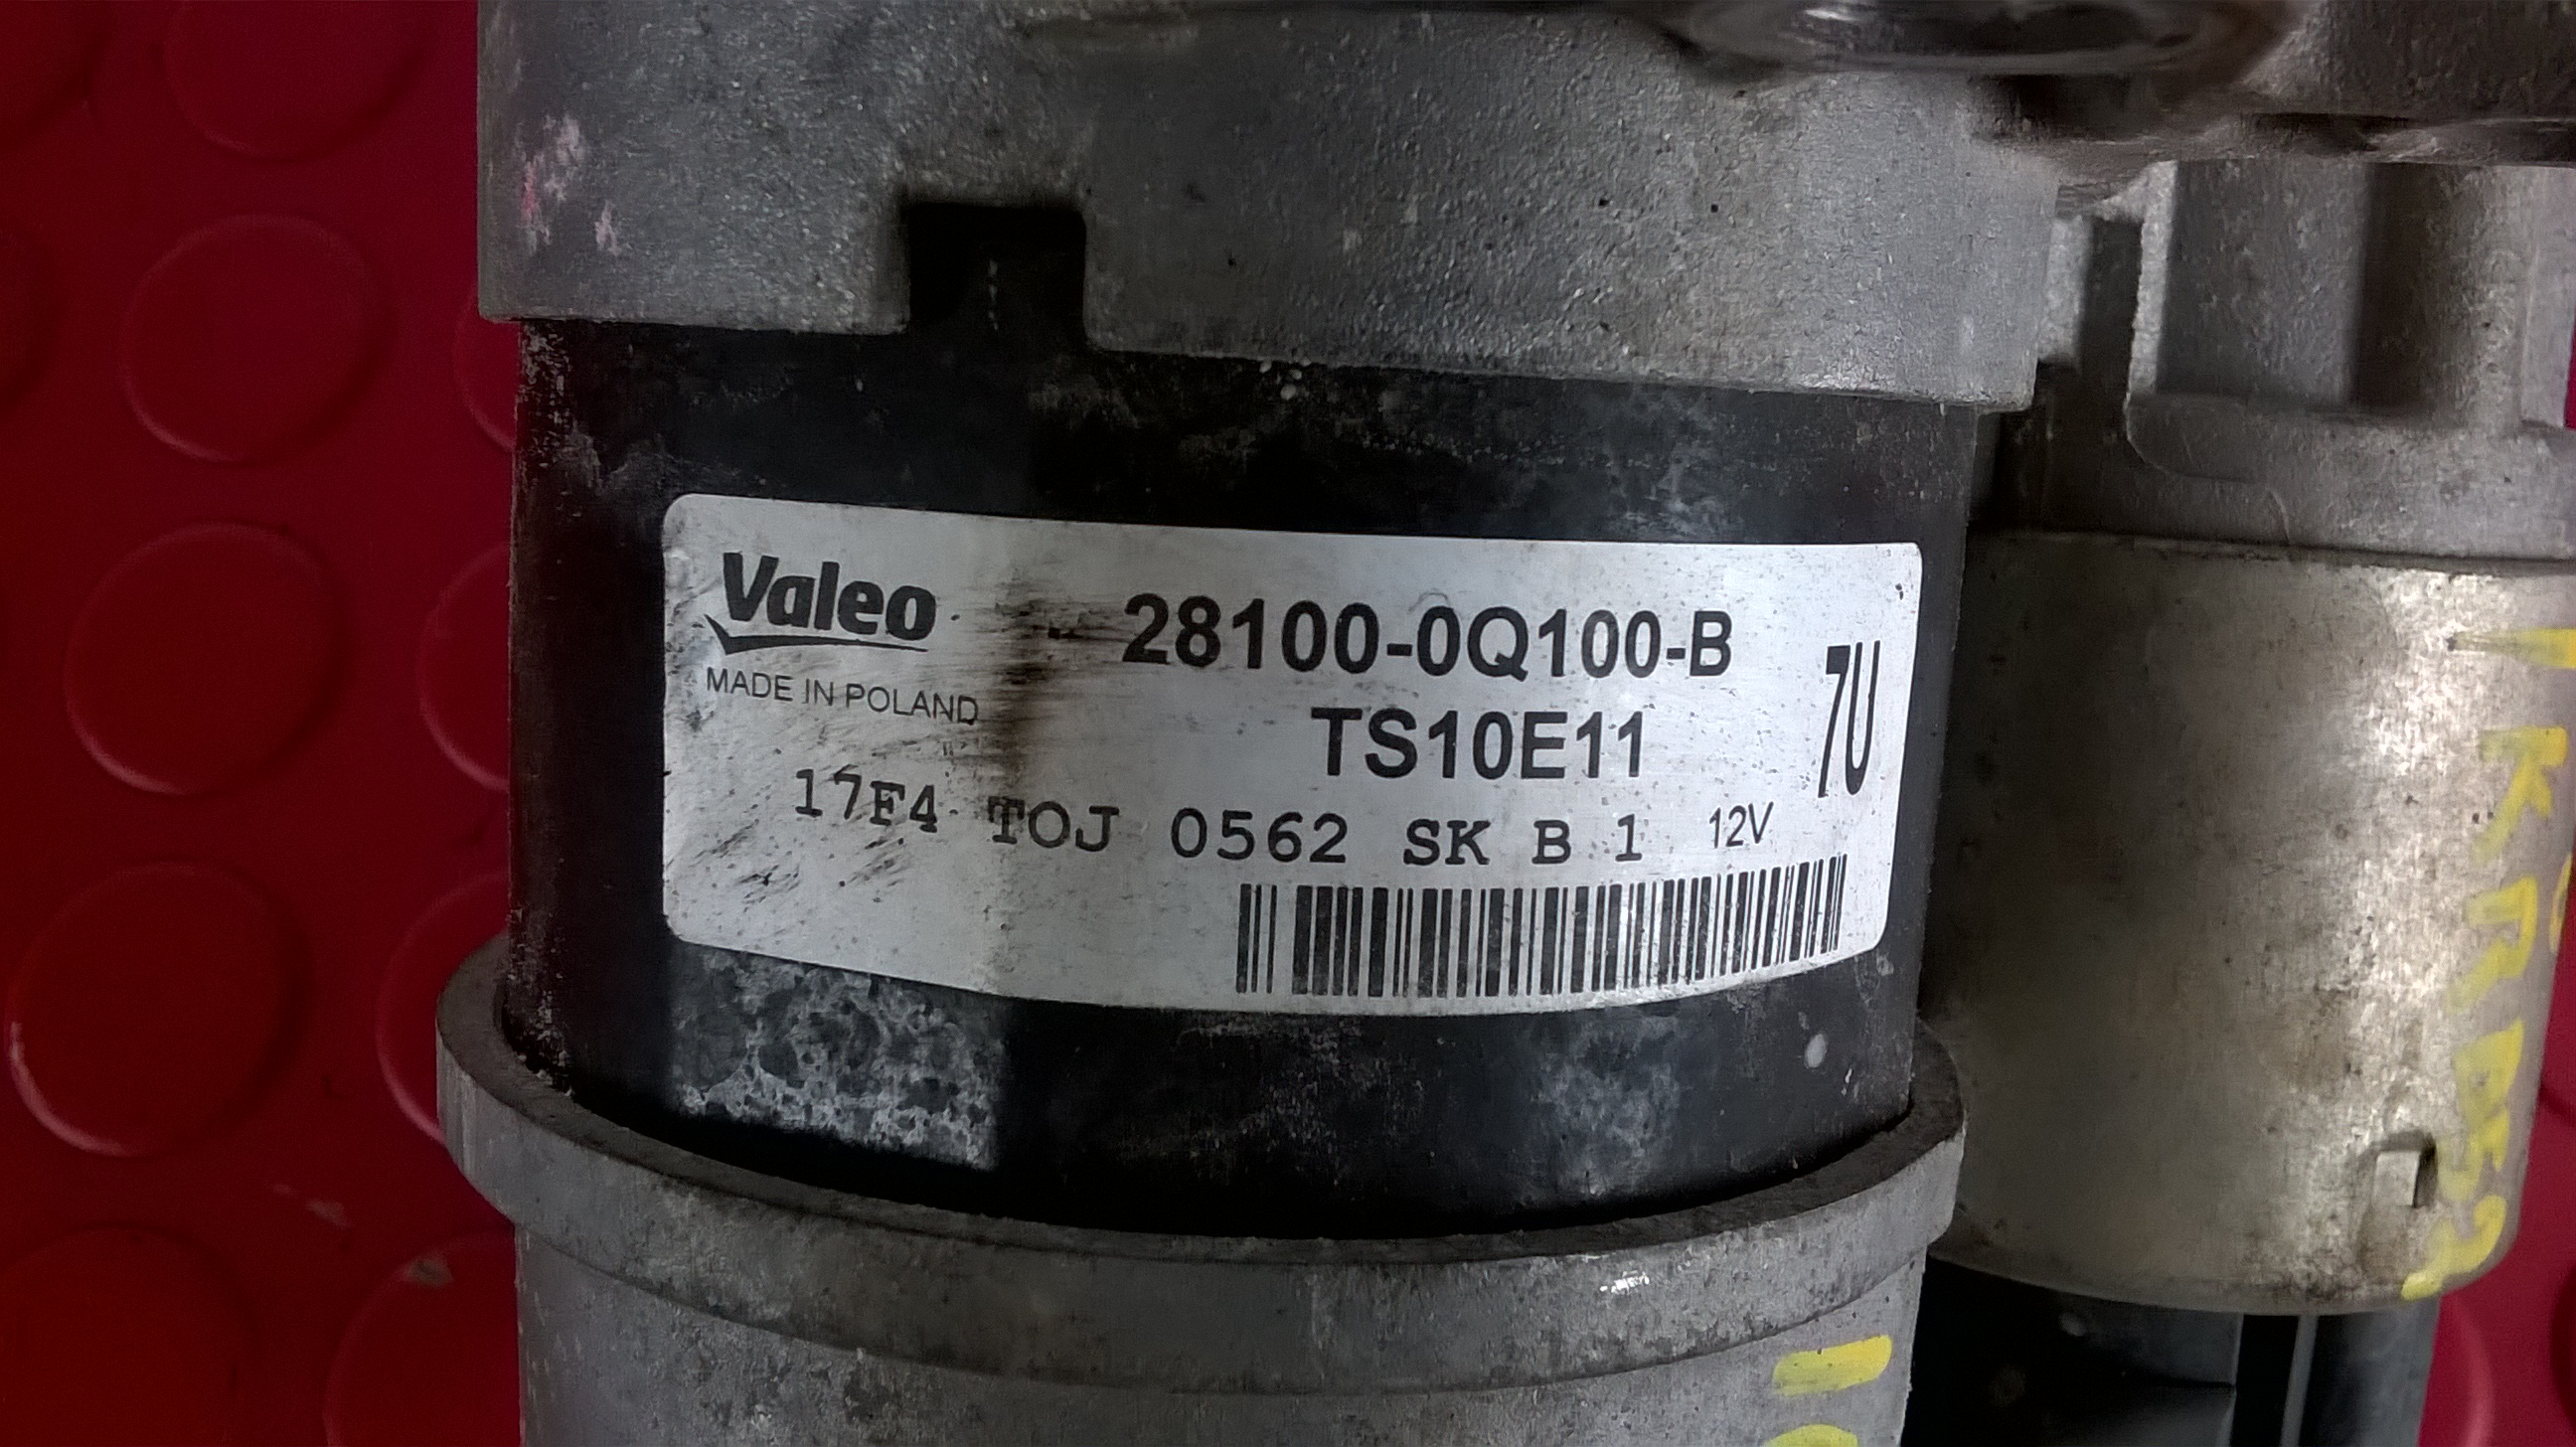 Valeo
MADE IN POLAND
28100-0Q100-B
TS10E11
7U
17F4 TOJ 0562 SK B 1 12V